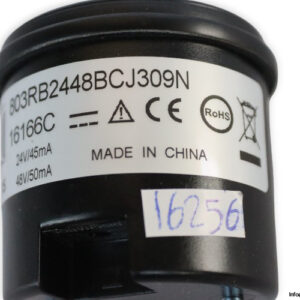 803RB2448BCJ309N
16166C
24V/45mA
48V/50mA
CE
RoHS
MADE IN CHINA
16256